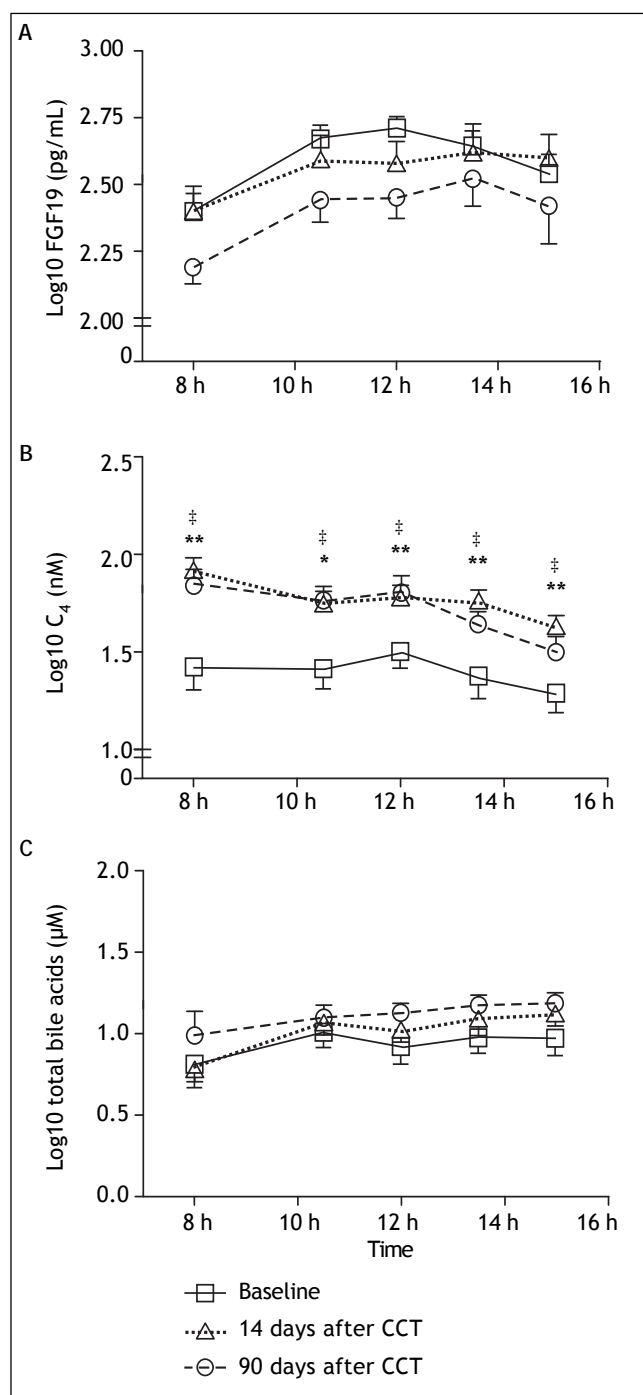 A
Log10 FGF19 (pg/mL)
3.00
2.75
2.50
2.25
2.00
0
8 h 10 h 12 h 14 h 16 h
B
Log10 C4 (nM)
2.5
2.0
1.5
1.0
0
‡ ‡ ‡ ‡ ‡
** * ** ** **
8 h 10 h 12 h 14 h 16 h
C
Log10 total bile acids (µM)
2.0
1.5
1.0
0.5
0.0
8 h 10 h 12 h 14 h 16 h
Time
Baseline
14 days after CCT
90 days after CCT